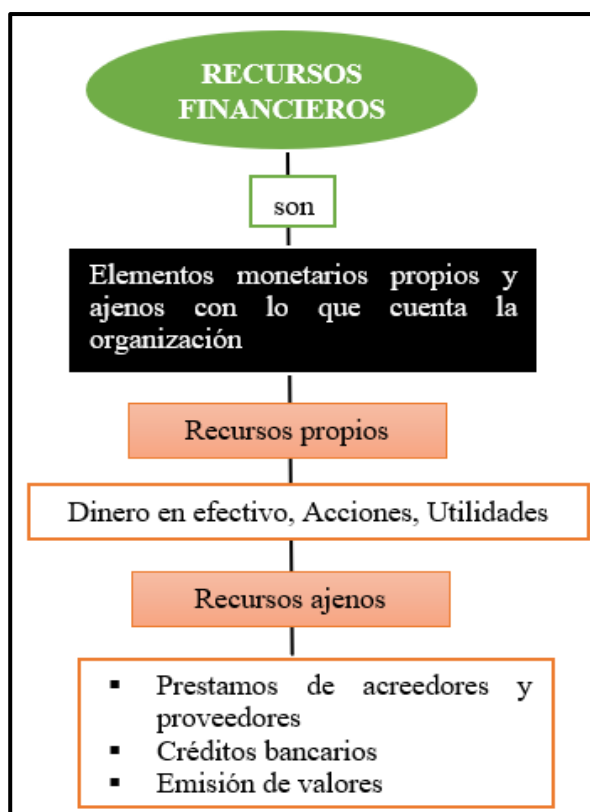 RECURSOS
FINANCIEROS
son
Elementos monetarios propios y
ajenos con lo que cuenta la
organización
Recursos propios
Dinero en efectivo, Acciones, Utilidades
Recursos ajenos
▪ Prestamos de acreedores y
proveedores
▪ Créditos bancarios
▪ Emisión de valores